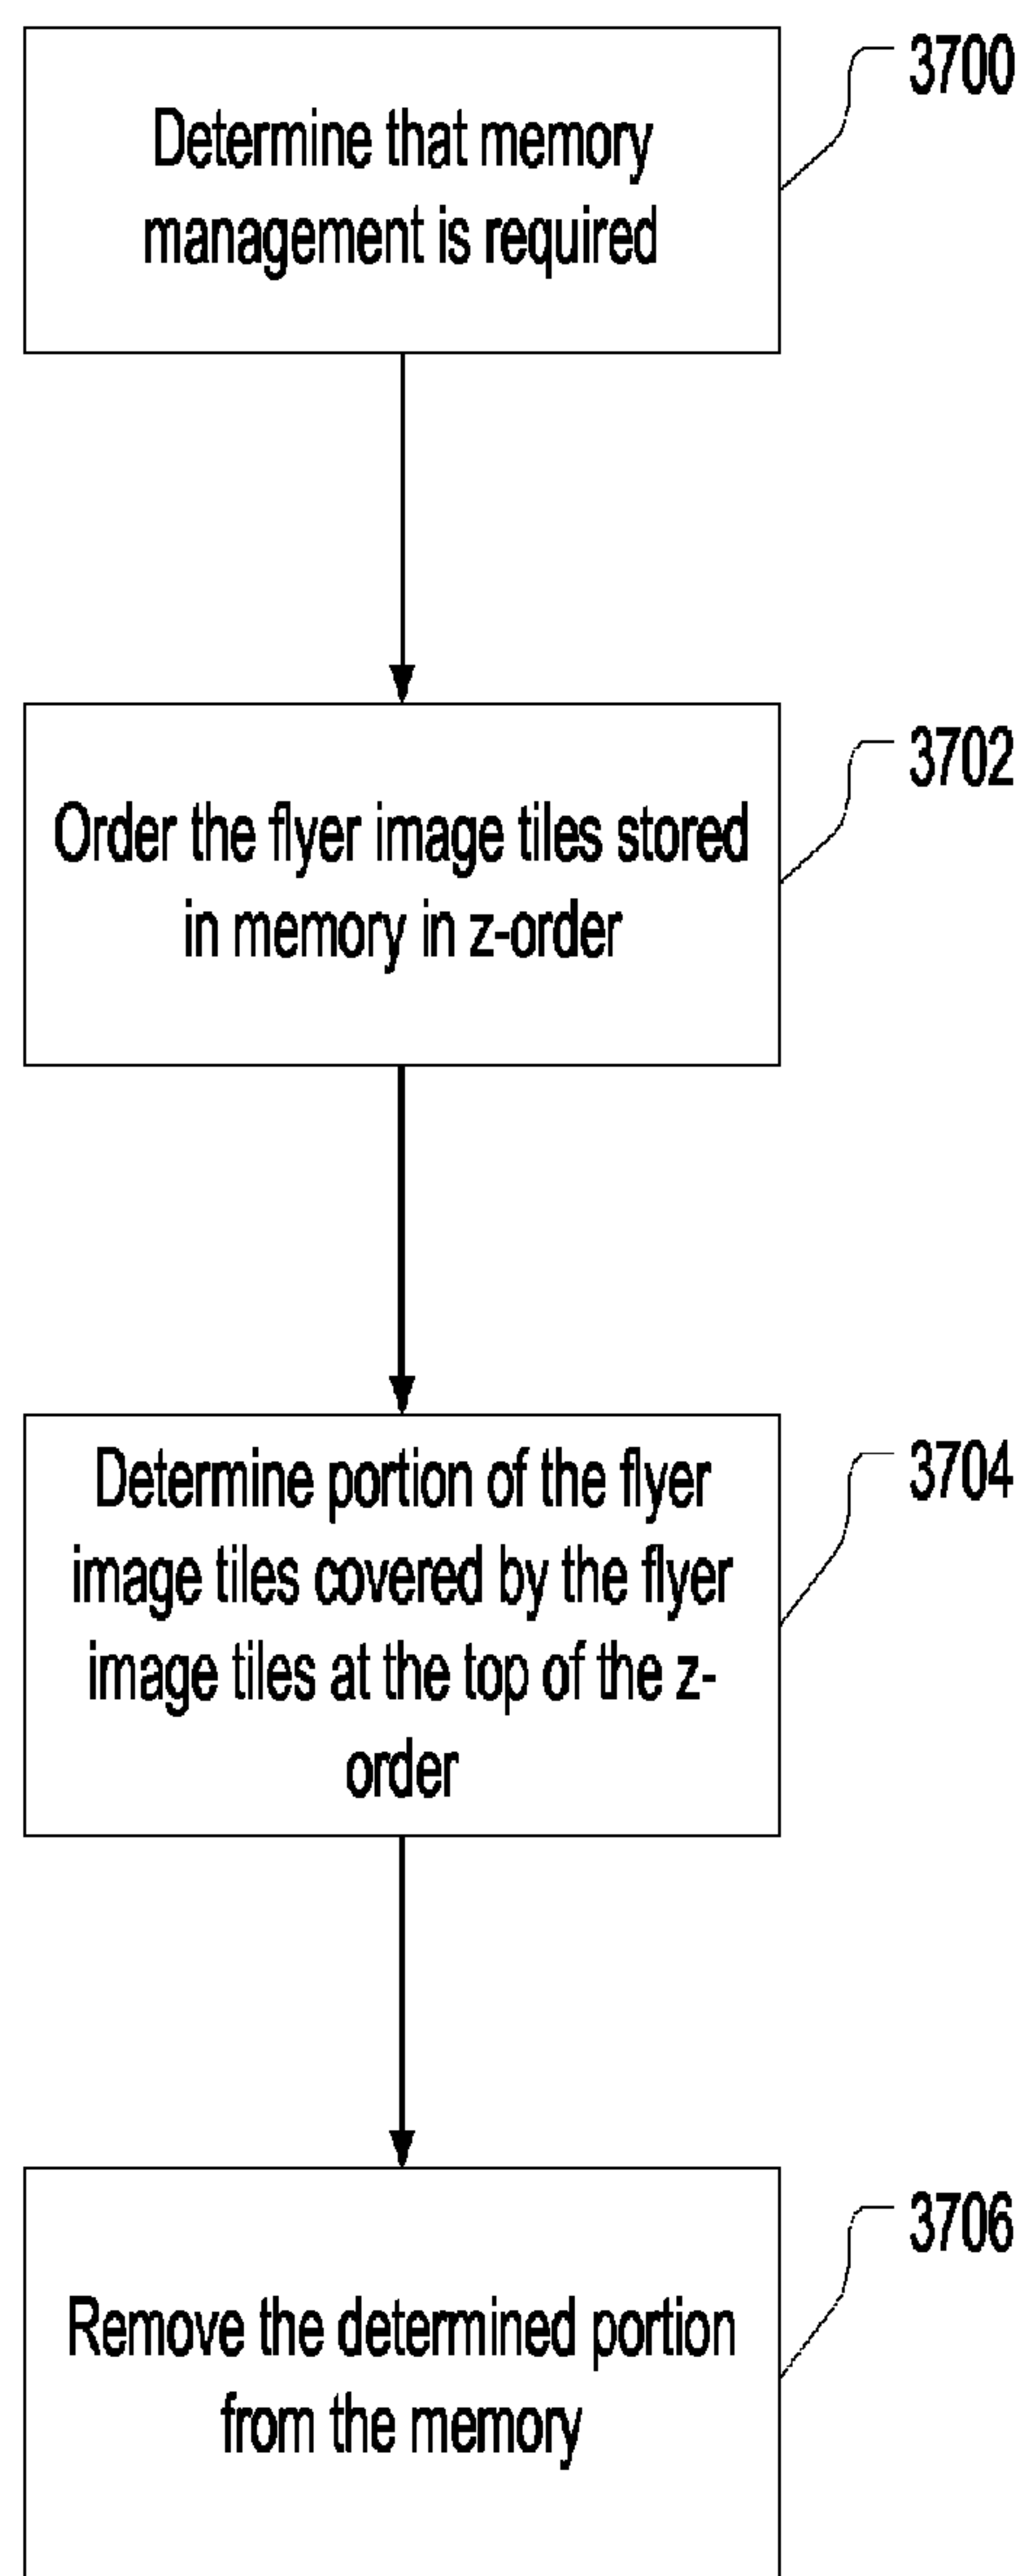 Determine that memory
management is required
3700
Order the flyer image tiles stored
in memory in z-order
3702
Determine portion of the flyer
image tiles covered by the flyer
image tiles at the top of the z-
order
3704
Remove the determined portion
from the memory
3706